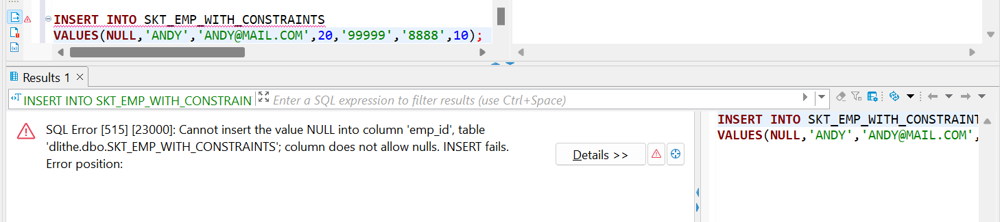 INSERT INTO SKT_EMP_WITH_CONSTRAINTS
VALUES(NULL,'ANDY','ANDY@MAIL.COM',20,'99999','8888',10);
Results 1
INSERT INTO SKT_EMP_WITH_CONSTRAIN
Enter a SQL expression to filter results (use Ctrl+Space)
SQL Error [515] [23000]: Cannot insert the value NULL into column 'emp_id', table
'dlithe.dbo.SKT_EMP_WITH_CONSTRAINTS'; column does not allow nulls. INSERT fails.
Error position:
Details >>
INSERT INTO SKT_EMP_WITH_CONSTRAINT
VALUES(NULL,'ANDY','ANDY@MAIL.COM',